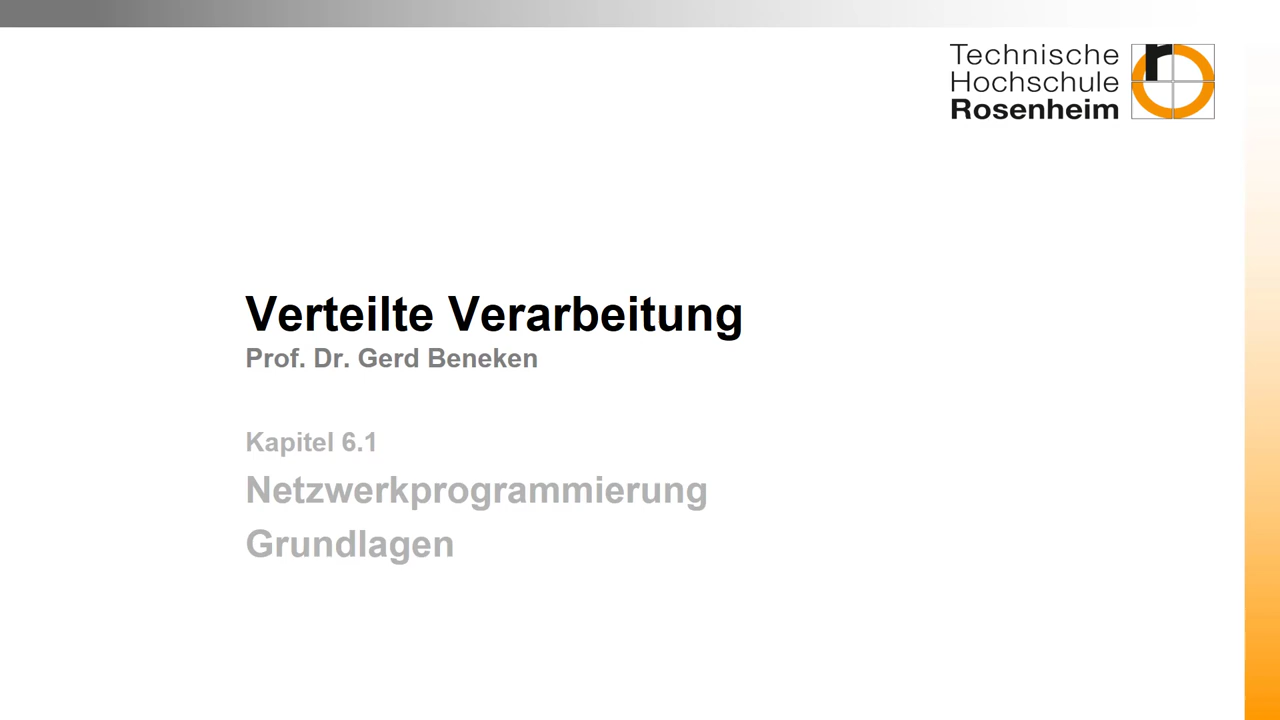 Technische
Hochschule
Rosenheim
Verteilte Verarbeitung
Prof. Dr. Gerd Beneken
Kapitel 6.1
Netzwerkprogrammierung
Grundlagen